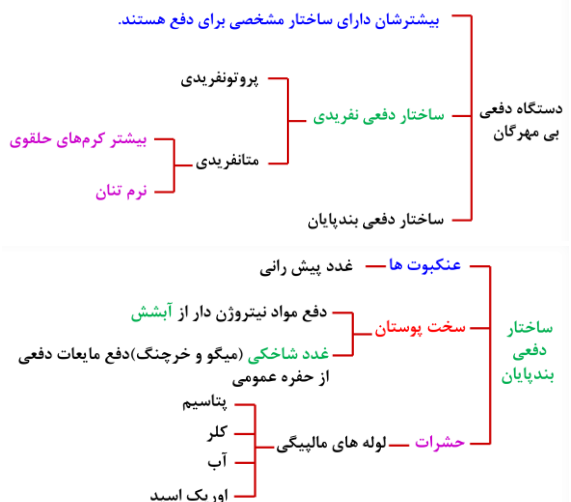 دستگاه دفعی
بی مهرگان
بیشترشان دارای ساختار مشخصی برای دفع هستند.
ساختار دفعی نفریدی
پروتونفریدی
متانفریدی
بیشتر کرم‌های حلقوی
نرم تنان
ساختار دفعی بندپایان
ساختار
دفعی
بندپایان
عنکبوت ها
غدد پیش رانی
سخت پوستان
دفع مواد نیتروژن دار از آبشش
غدد شاخکی (میگو و خرچنگ)دفع مایعات دفعی
از حفره عمومی
حشرات
لوله های مالپیگی
پتاسیم
کلر
آب
اوریک اسید